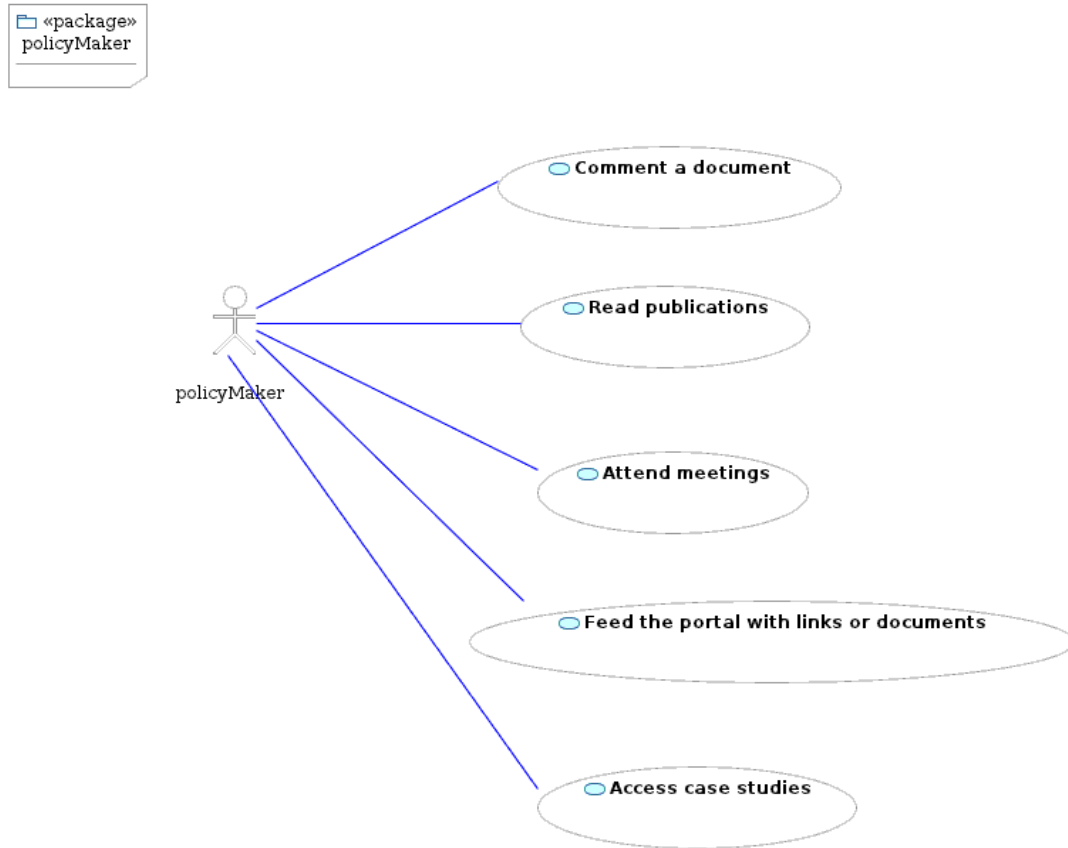 «package»
policyMaker
Comment a document
Read publications
policyMaker
Attend meetings
Feed the portal with links or documents
Access case studies